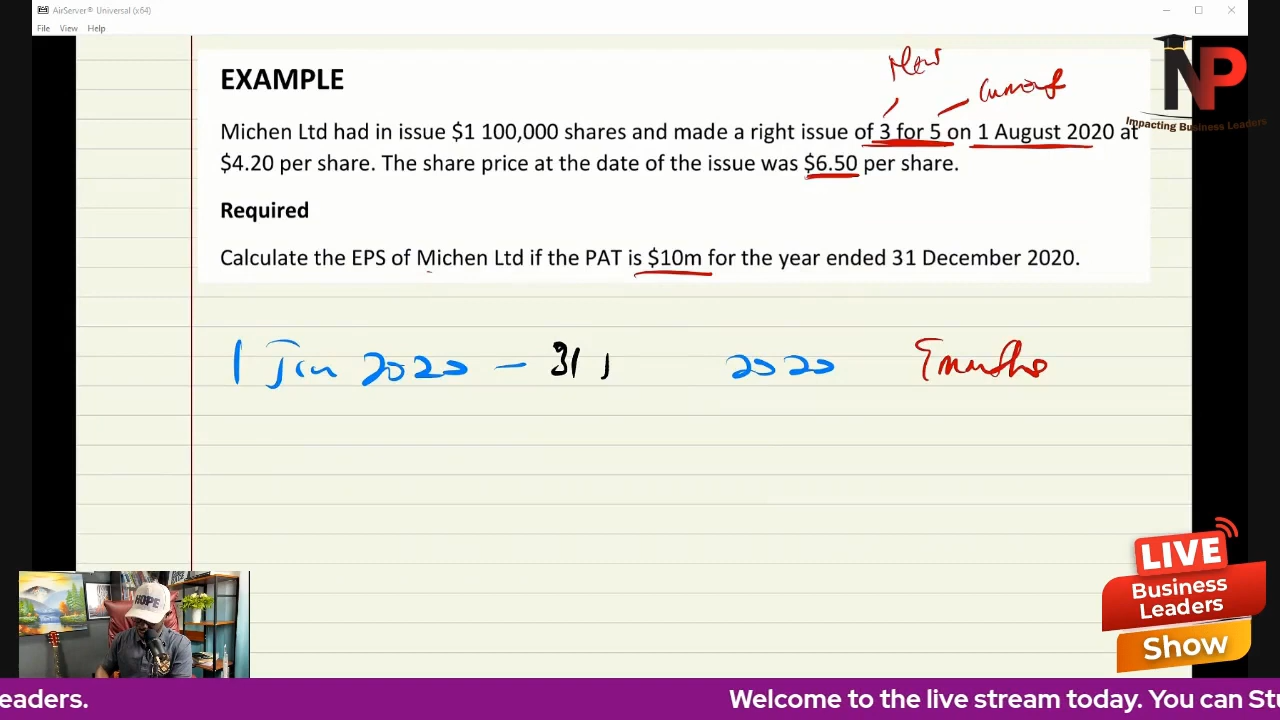 AirServer® Universal (x64)
File View Help
New
Current
NP
Impacting Business Leaders
EXAMPLE
Michen Ltd had in issue $1 100,000 shares and made a right issue of 3 for 5 on 1 August 2020 at
$4.20 per share. The share price at the date of the issue was $6.50 per share.
Required
Calculate the EPS of Michen Ltd if the PAT is $10m for the year ended 31 December 2020.
1 Jan 2020 - 31 J 2020 months
HOPE
LIVE
Business
Leaders
Show
eaders. Welcome to the live stream today. You can Stu